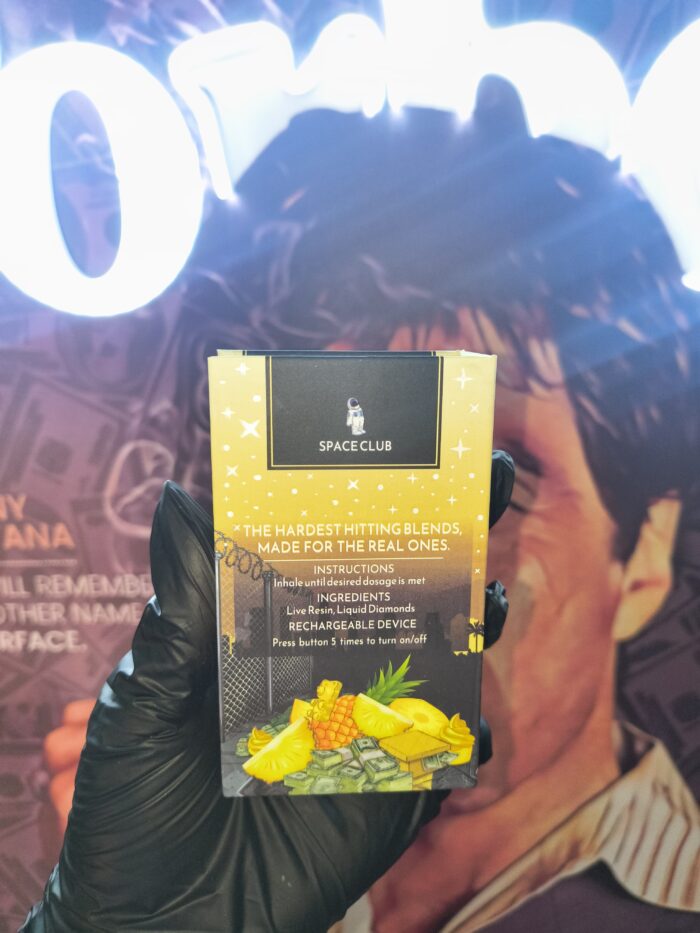 SPACE CLUB
THE HARDEST HITTING BLENDS,
MADE FOR THE REAL ONES.
INSTRUCTIONS
Inhale until desired dosage is met
INGREDIENTS
Live Resin, Liquid Diamonds
RECHARGEABLE DEVICE
Press button 5 times to turn on/off
NY
ANA
ILL REMEMBE
OTHER NAME
RFACE.